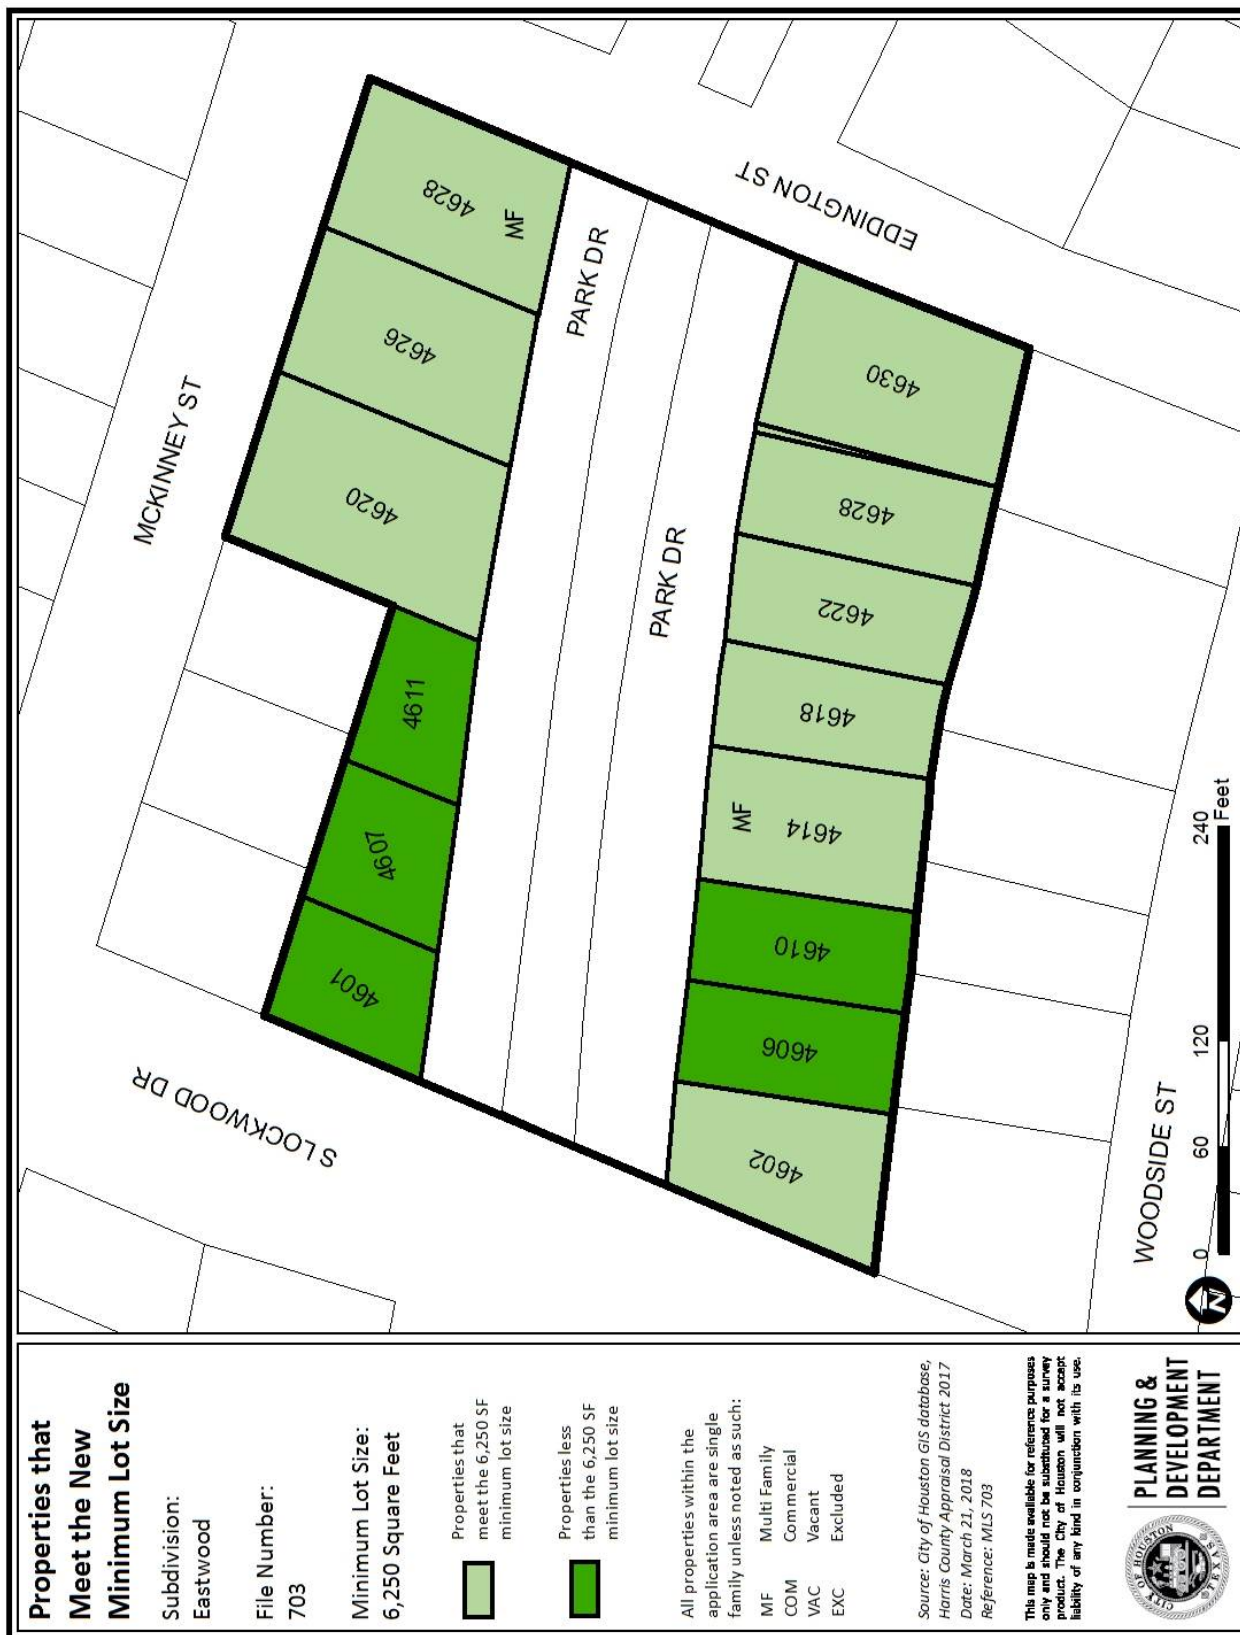 Properties that
Meet the New
Minimum Lot Size
Subdivision:
Eastwood
File Number:
703
Minimum Lot Size:
6,250 Square Feet
Properties that
meet the 6,250 SF
minimum lot size
Properties less
than the 6,250 SF
minimum lot size
All properties within the
application area are single
family unless noted as such:
MF Multi Family
COM Commercial
VAC Vacant
EXC Excluded
Source: City of Houston GIS database,
Harris County Appraisal District 2017
Date: March 21, 2018
Reference: MLS 703
This map is made available for reference purposes
only and should not be substituted for a survey
product. The City of Houston will not accept
liability of any kind in conjunction with its use.
CITY OF HOUSTON
TEXAS
PLANNING &
DEVELOPMENT
DEPARTMENT
MCKINNEY ST
S LOCKWOOD DR
EDDINGTON ST
PARK DR
PARK DR
WOODSIDE ST
4601
4607
4611
4620
4626
4628
MF
4602
4606
4610
4614
MF
4618
4622
4628
4630
N
0 60 120 240
Feet